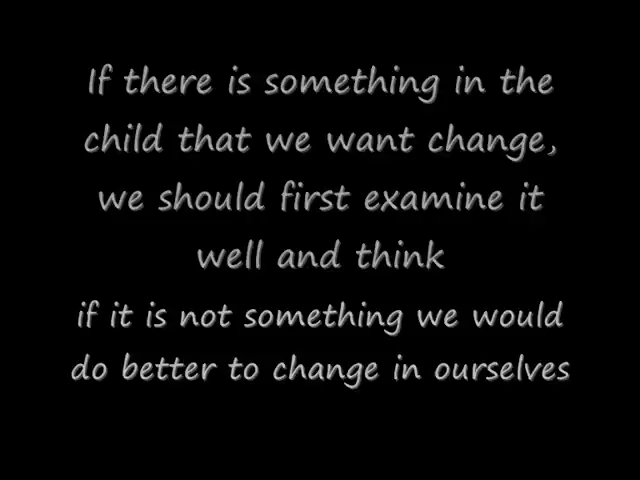 If there is something in the
child that we want change,
we should first examine it
well and think
if it is not something we would
do better to change in ourselves